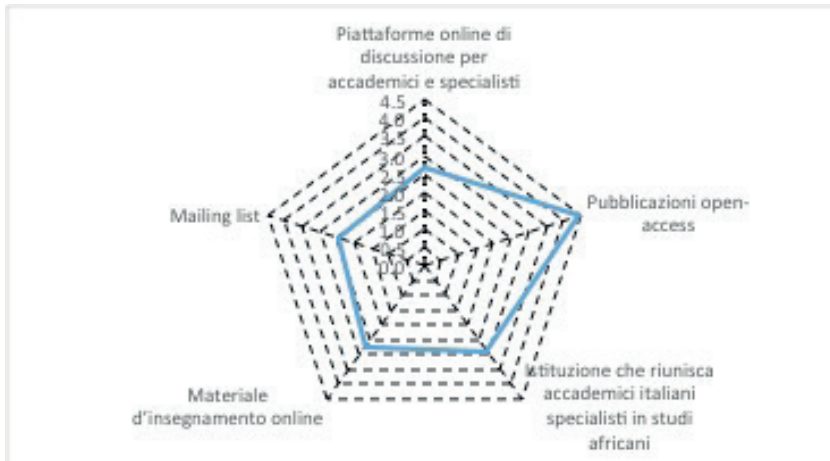 Piattaforme online di
discussione per
accademici e specialisti
4.5
4.0
3.5
3.0
2.5
2.0
1.5
1.0
0.5
0.0
Pubblicazioni open-
access
Istituzione che riunisca
accademici italiani
specialisti in studi
africani
Materiale
d'insegnamento online
Mailing list